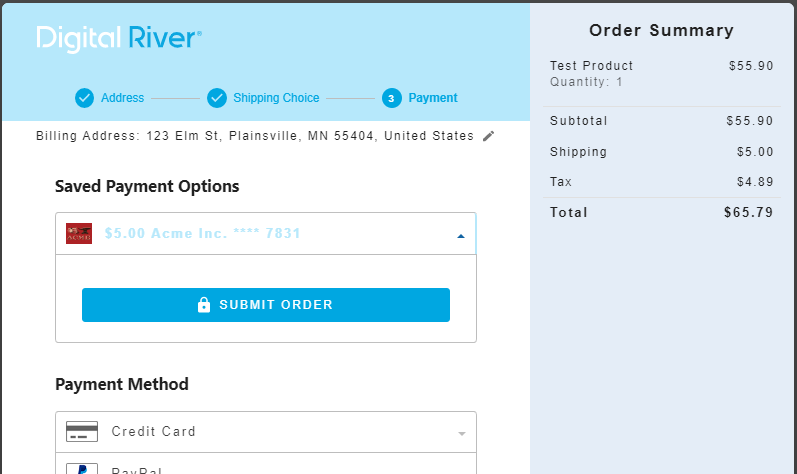 Digital River®
Address
Shipping Choice
3 Payment
Billing Address: 123 Elm St, Plainsville, MN 55404, United States
Saved Payment Options
ACME $5.00 Acme Inc. **** 7831
SUBMIT ORDER
Payment Method
Credit Card
PayPal
Order Summary
Test Product $55.90
Quantity: 1
Subtotal $55.90
Shipping $5.00
Tax $4.89
Total $65.79